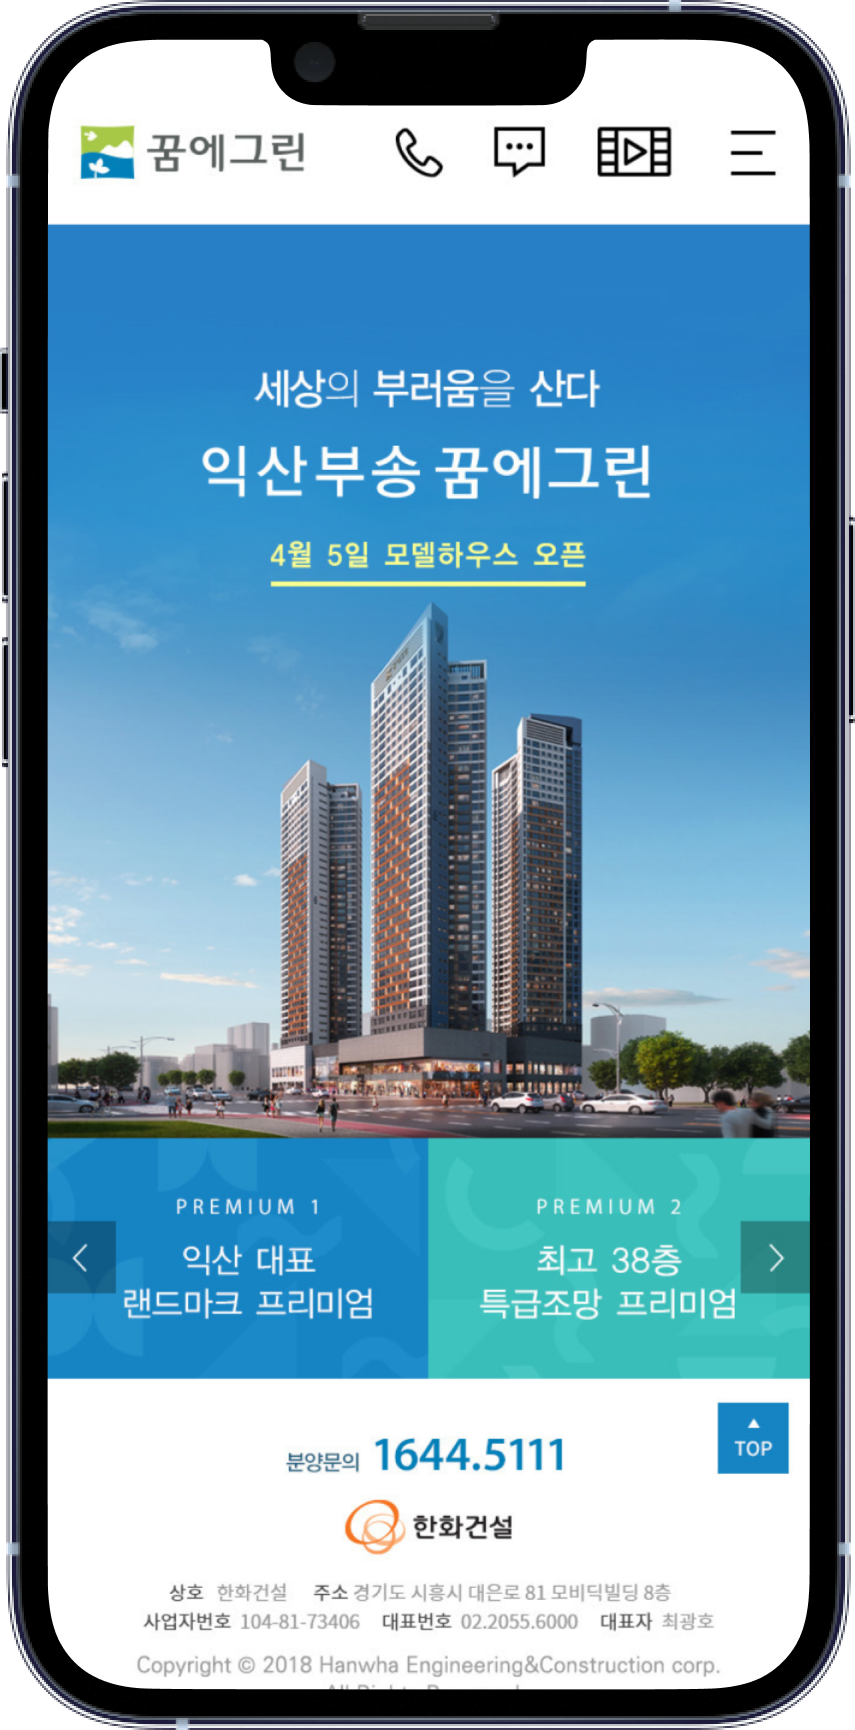 꿈에그린
세상의 부러움을 산다
익산부송 꿈에그린
4월 5일 모델하우스 오픈
PREMIUM 1
익산 대표
랜드마크 프리미엄
PREMIUM 2
최고 38층
특급조망 프리미엄
TOP
분양문의 1644.5111
한화건설
상호 한화건설 주소 경기도 시흥시 대은로 81 모비딕빌딩 8층
사업자번호 104-81-73406 대표번호 02.2055.6000 대표자 최광호
Copyright © 2018 Hanwha Engineering&Construction corp.